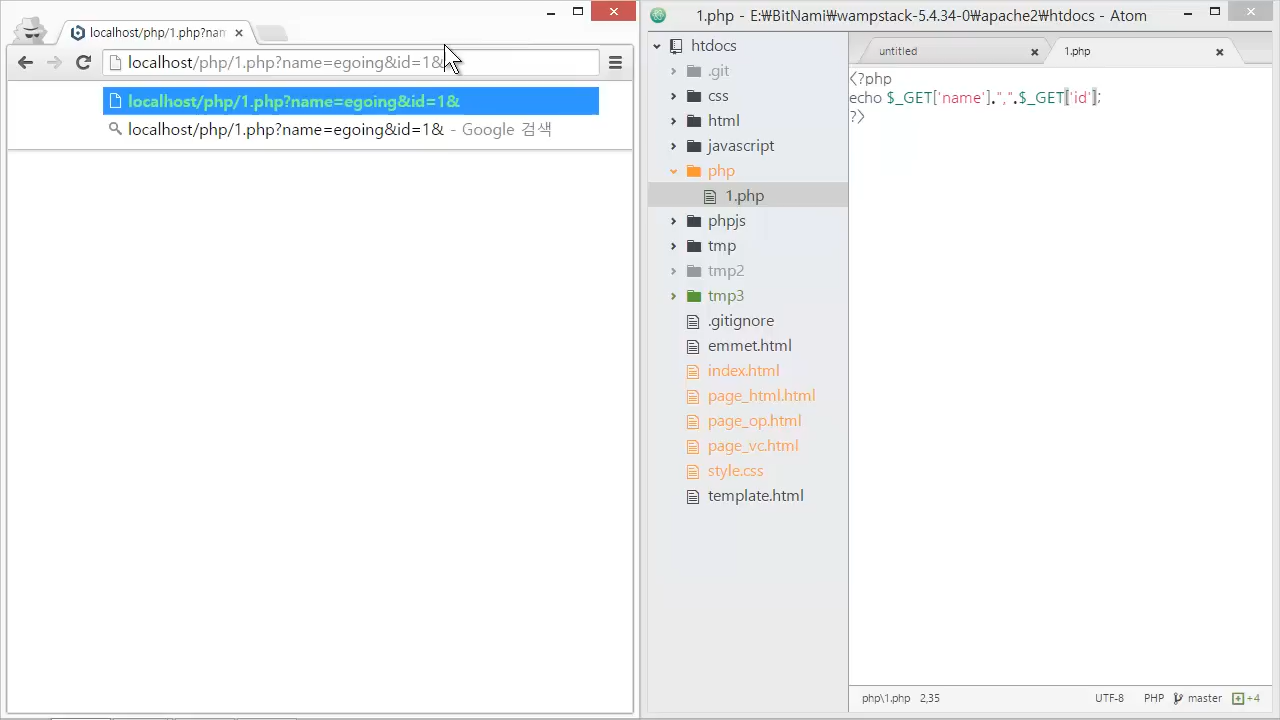 localhost/php/1.php?nam
localhost/php/1.php?name=egoing&id=1&
localhost/php/1.php?name=egoing&id=1&
localhost/php/1.php?name=egoing&id=1& - Google 검색
1.php - E:₩BitNami₩wampstack-5.4.34-0₩apache2₩htdocs - Atom
htdocs
.git
css
html
javascript
php
1.php
phpjs
tmp
tmp2
tmp3
.gitignore
emmet.html
index.html
page_html.html
page_op.html
page_vc.html
style.css
template.html
untitled
1.php
<?php
echo $_GET['name'].",".$_GET['id'];
?>
php\1.php 2,35
UTF-8 PHP master +4